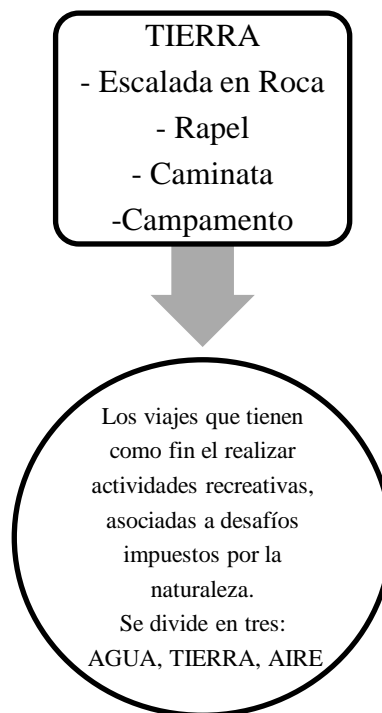 TIERRA
- Escalada en Roca
- Rapel
- Caminata
-Campamento
Los viajes que tienen
como fin el realizar
actividades recreativas,
asociadas a desafíos
impuestos por la
naturaleza.
Se divide en tres:
AGUA, TIERRA, AIRE